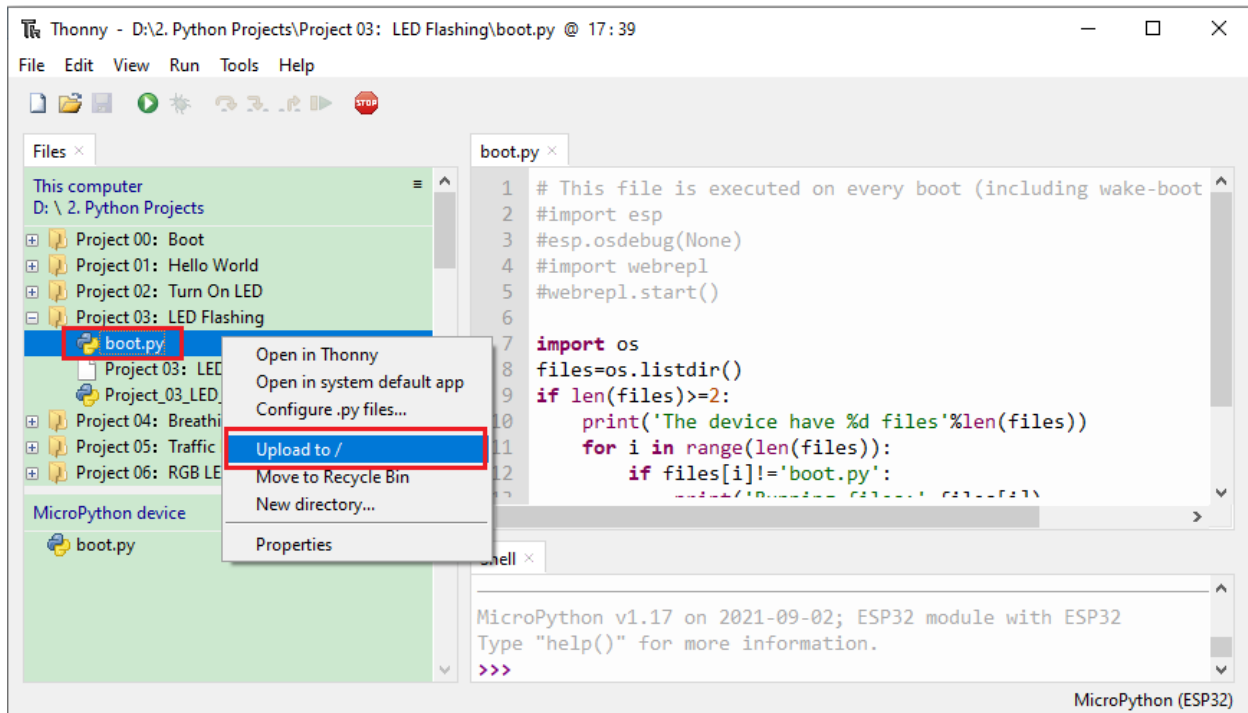 Thonny - D:\2. Python Projects\Project 03: LED Flashing\boot.py @ 17:39
File Edit View Run Tools Help
STOP
Files
This computer
D: \ 2. Python Projects
Project 00: Boot
Project 01: Hello World
Project 02: Turn On LED
Project 03: LED Flashing
boot.py
Project 03: LED
Project_03_LED_
Project 04: Breathi
Project 05: Traffic
Project 06: RGB LE
MicroPython device
boot.py
Open in Thonny
Open in system default app
Configure .py files...
Upload to /
Move to Recycle Bin
New directory...
Properties
boot.py
1 # This file is executed on every boot (including wake-boot
2 #import esp
3 #esp.osdebug(None)
4 #import webrepl
5 #webrepl.start()
6
7 import os
8 files=os.listdir()
9 if len(files)>=2:
10 print('The device have %d files'%len(files))
11 for i in range(len(files)):
12 if files[i]!='boot.py':
print('Running files:' files[i])
Shell
MicroPython v1.17 on 2021-09-02; ESP32 module with ESP32
Type "help()" for more information.
>>>
MicroPython (ESP32)